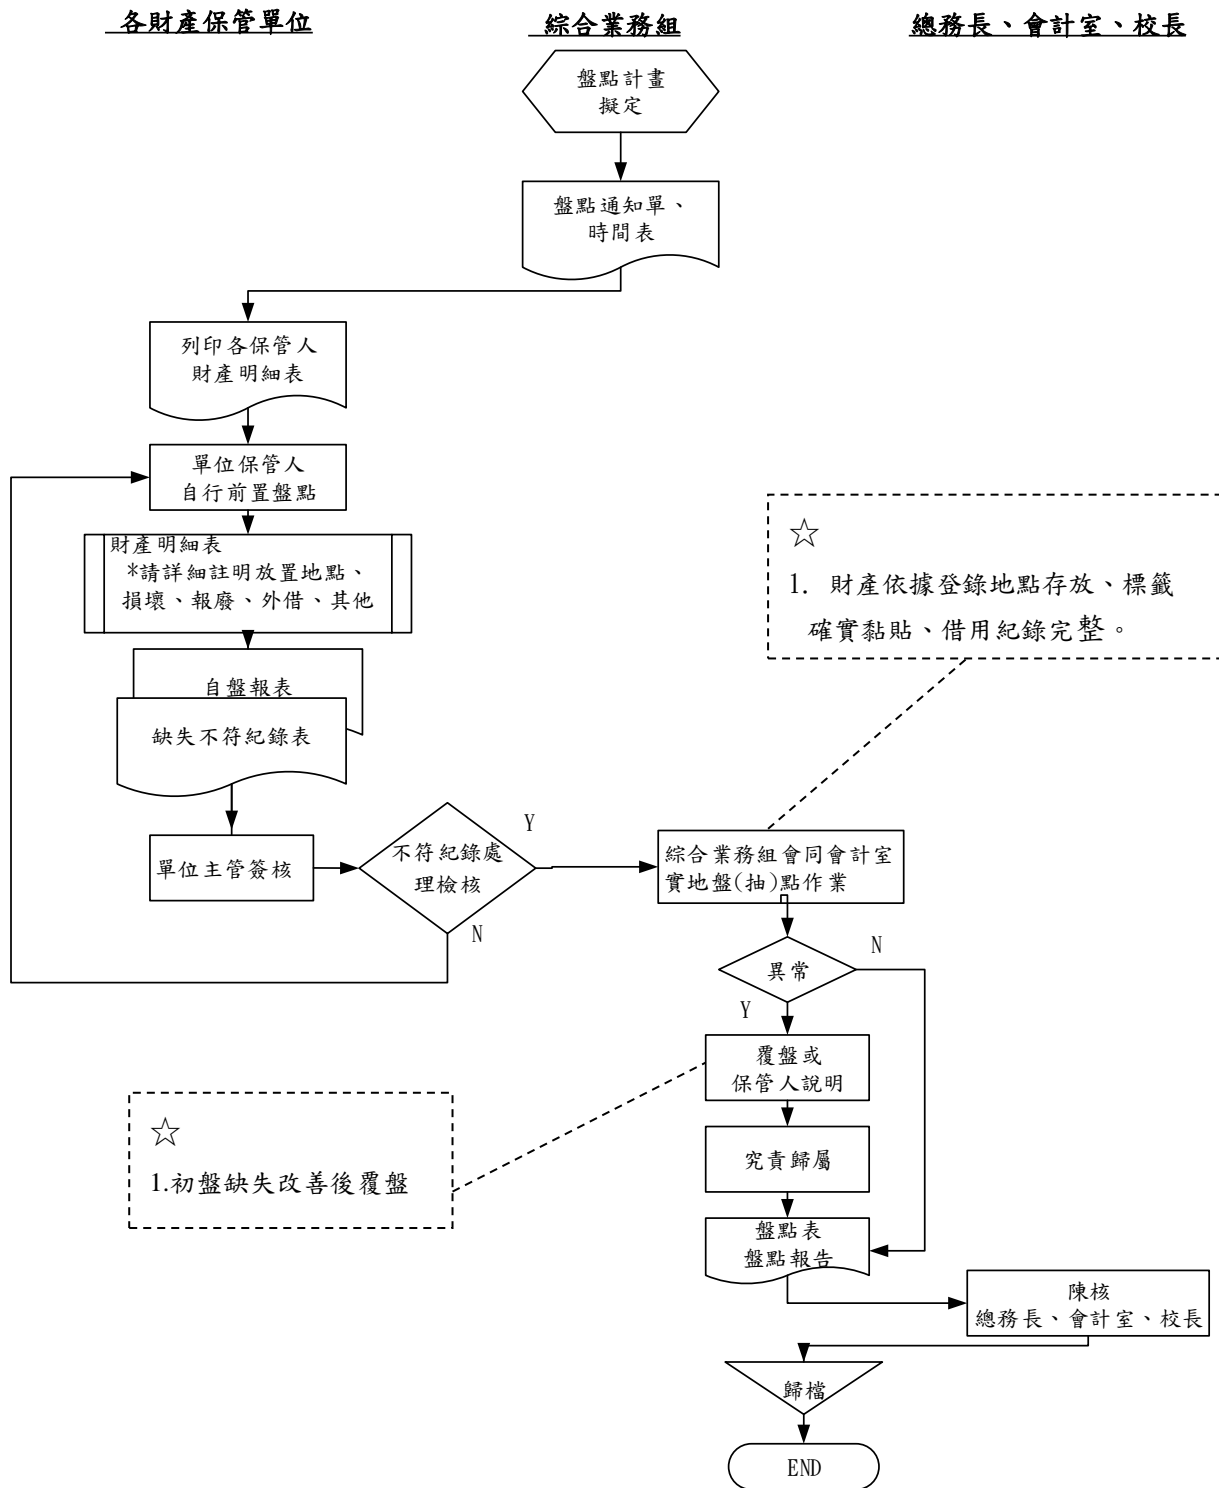 各財產保管單位
綜合業務組
總務長、會計室、校長
盤點計畫
擬定
盤點通知單、
時間表
列印各保管人
財產明細表
單位保管人
自行前置盤點
財產明細表
*請詳細註明放置地點、
損壞、報廢、外借、其他
自盤報表
缺失不符紀錄表
單位主管簽核
不符紀錄處
理檢核
Y
N
☆
1. 財產依據登錄地點存放、標籤
確實黏貼、借用紀錄完整。
綜合業務組會同會計室
實地盤(抽)點作業
異常
N
Y
覆盤或
保管人說明
☆
1.初盤缺失改善後覆盤
究責歸屬
盤點表
盤點報告
陳核
總務長、會計室、校長
歸檔
END